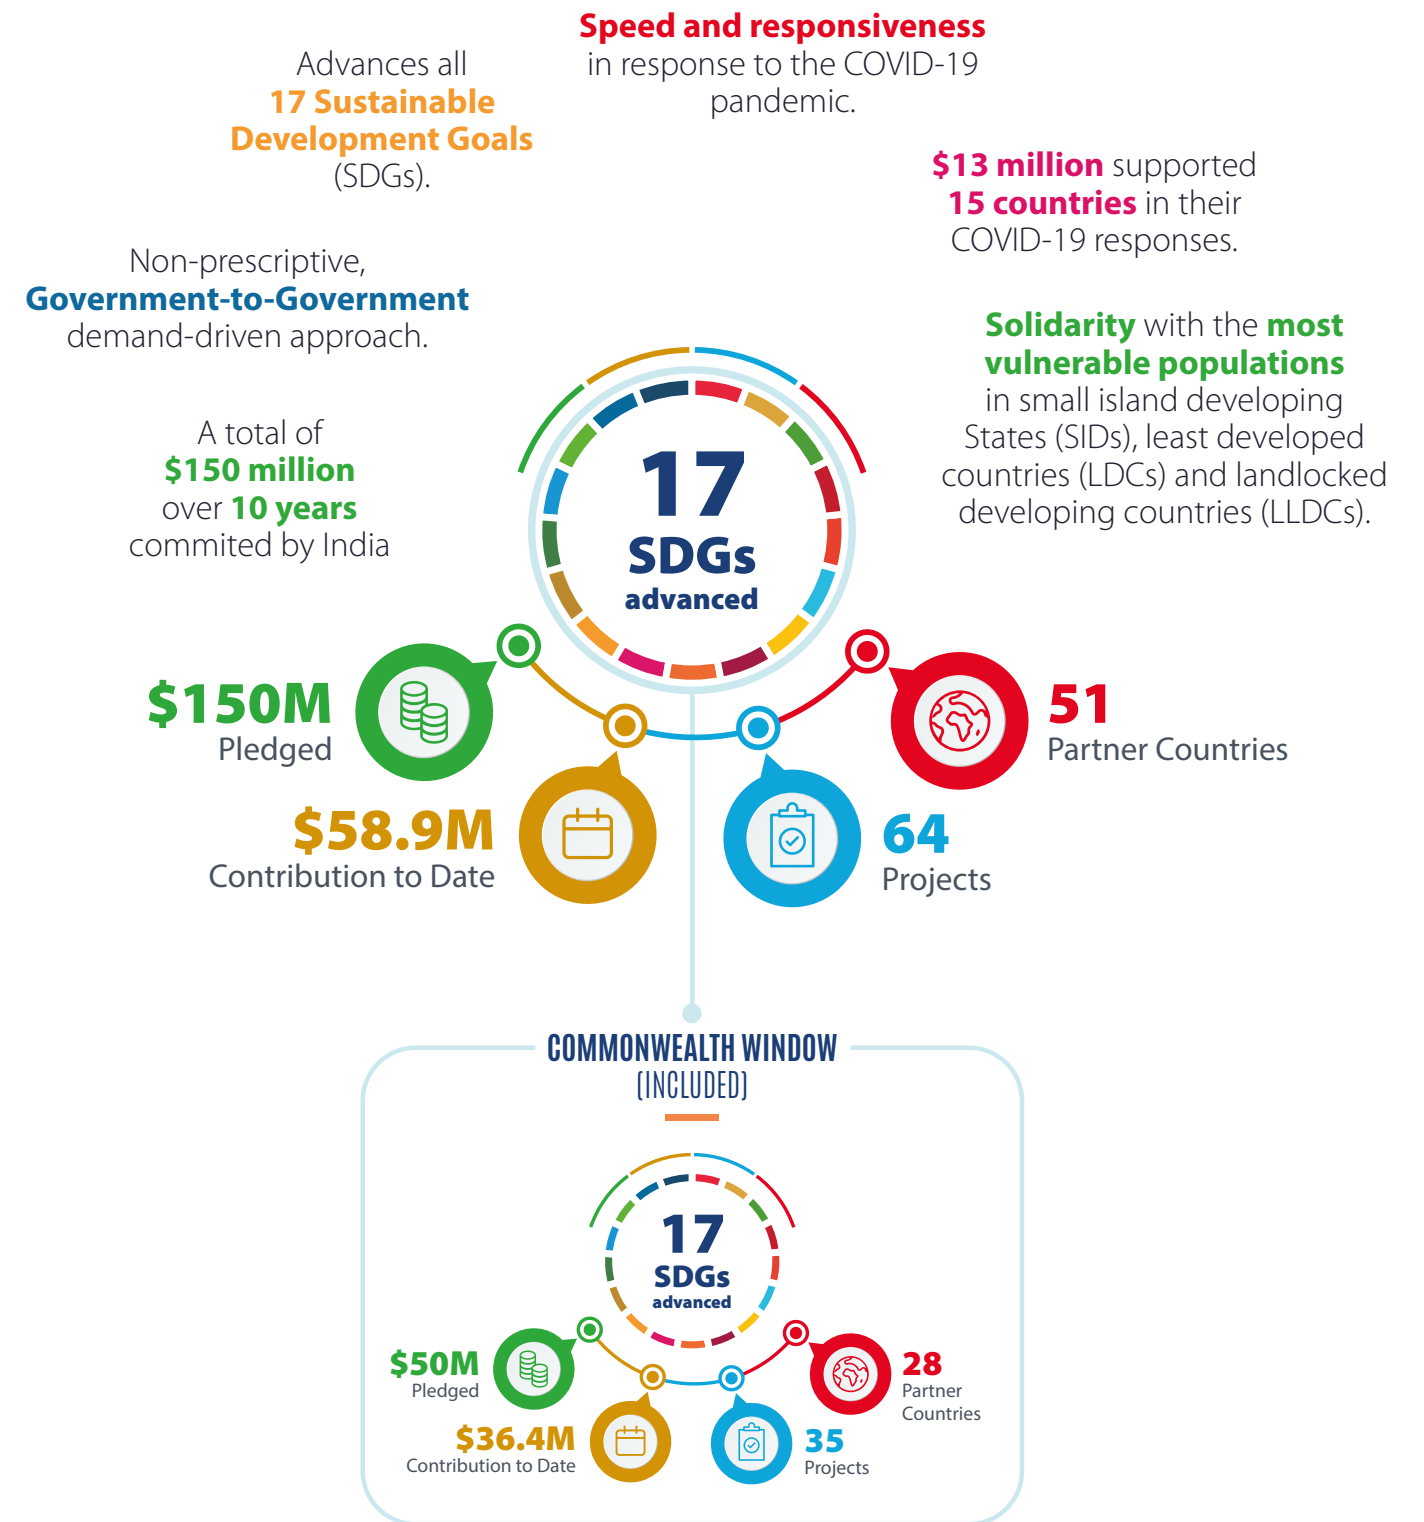 Speed and responsiveness
in response to the COVID-19
pandemic.
Advances all
17 Sustainable
Development Goals
(SDGs).
$13 million supported
15 countries in their
COVID-19 responses.
Non-prescriptive,
Government-to-Government
demand-driven approach.
Solidarity with the most
vulnerable populations
in small island developing
States (SIDs), least developed
countries (LDCs) and landlocked
developing countries (LLDCs).
A total of
$150 million
over 10 years
commited by India
17
SDGs
advanced
$150M
Pledged
$58.9M
Contribution to Date
64
Projects
51
Partner Countries
COMMONWEALTH WINDOW
(INCLUDED)
17
SDGs
advanced
$50M
Pledged
$36.4M
Contribution to Date
35
Projects
28
Partner
Countries